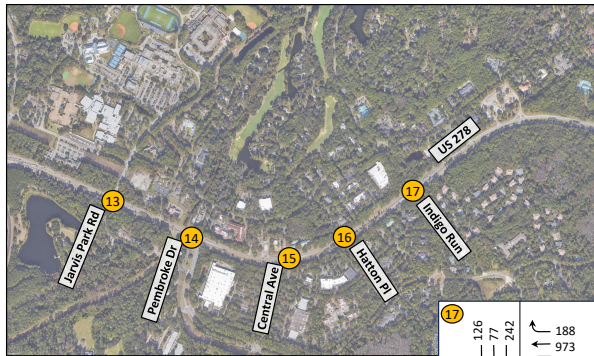 US 278
17
13
Indigo Run
14
16
Jarvis Park Rd
15
Pembroke Dr
Hatton Pl
Central Ave
17
126
77
242
188
973